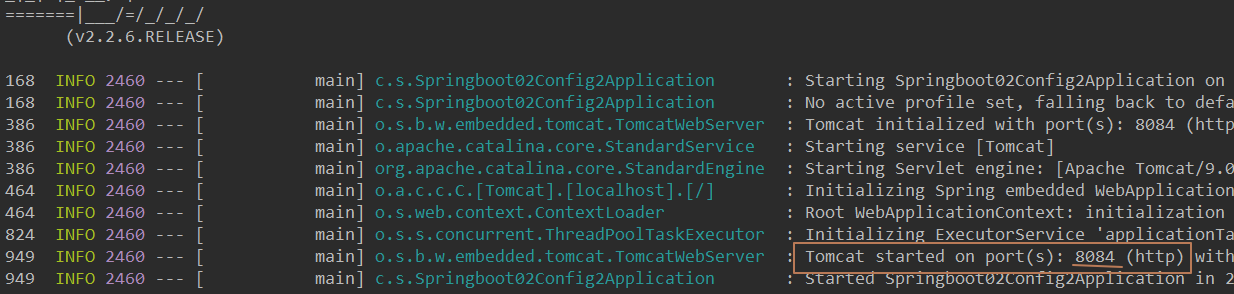 =======|___/=/_/_/_/
(v2.2.6.RELEASE)
168 INFO 2460 --- [ main] c.s.Springboot02Config2Application : Starting Springboot02Config2Application on
168 INFO 2460 --- [ main] c.s.Springboot02Config2Application : No active profile set, falling back to defa
386 INFO 2460 --- [ main] o.s.b.w.embedded.tomcat.TomcatWebServer : Tomcat initialized with port(s): 8084 (http
386 INFO 2460 --- [ main] o.apache.catalina.core.StandardService : Starting service [Tomcat]
386 INFO 2460 --- [ main] org.apache.catalina.core.StandardEngine : Starting Servlet engine: [Apache Tomcat/9.0
464 INFO 2460 --- [ main] o.a.c.c.C.[Tomcat].[localhost].[/] : Initializing Spring embedded WebApplication
464 INFO 2460 --- [ main] o.s.web.context.ContextLoader : Root WebApplicationContext: initialization
824 INFO 2460 --- [ main] o.s.s.concurrent.ThreadPoolTaskExecutor : Initializing ExecutorService 'applicationTa
949 INFO 2460 --- [ main] o.s.b.w.embedded.tomcat.TomcatWebServer : Tomcat started on port(s): 8084 (http) with
949 INFO 2460 --- [ main] c.s.Springboot02Config2Application : Started Springboot02Config2Application in 2